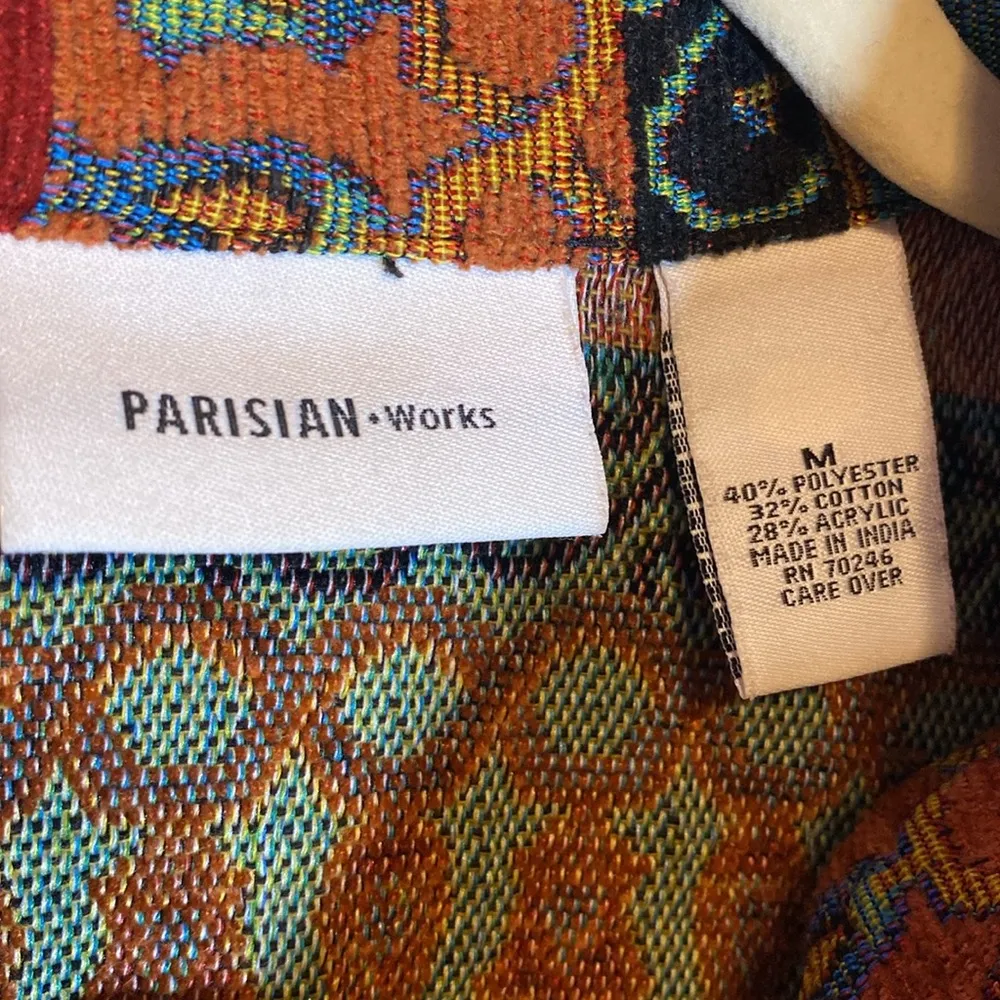 PARISIAN • Works
M
40% POLYESTER
32% COTTON
28% ACRYLIC
MADE IN INDIA
RN 70246
CARE OVER